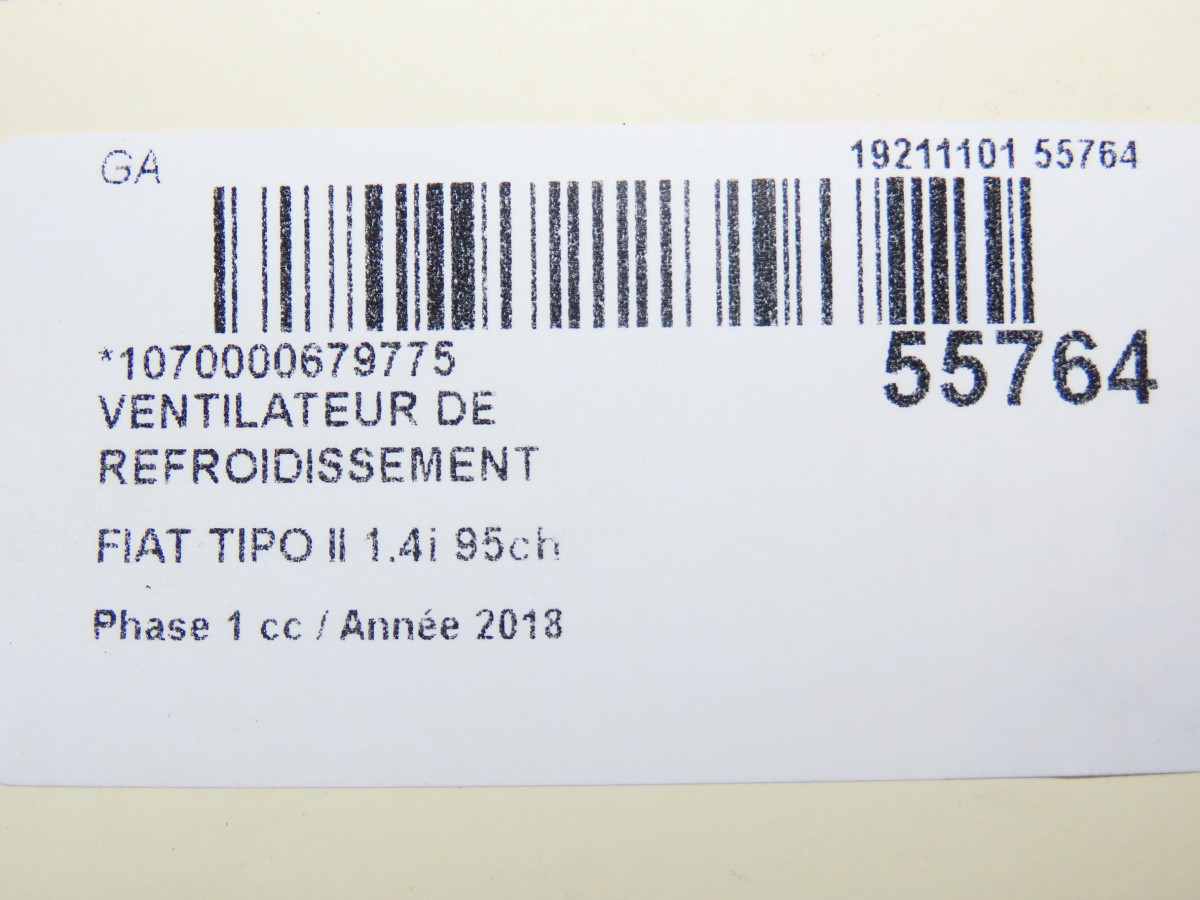 GA
19211101 55764
*1070000679775
55764
VENTILATEUR DE
REFROIDISSEMENT
FIAT TIPO II 1.4i 95ch
Phase 1 cc / Année 2018